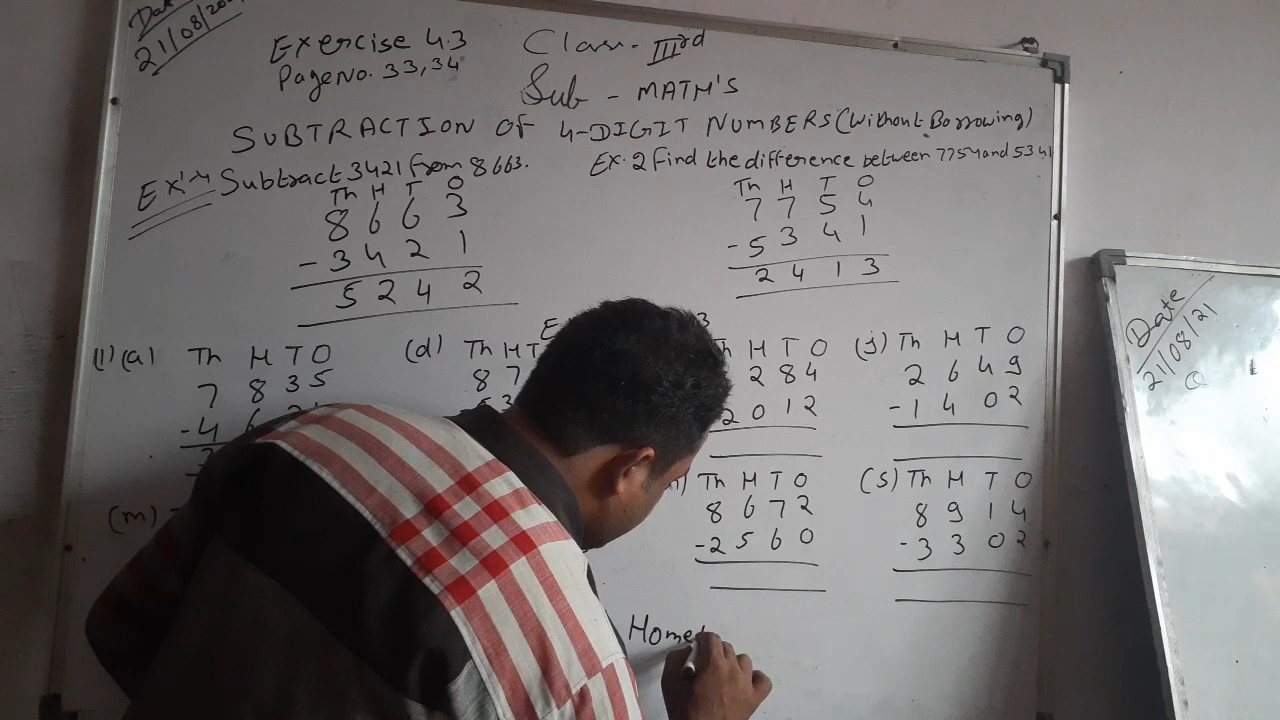 Date
21/08/20
Exercise 4.3 Class- IIIrd
Page No. 33,34
Sub - MATH'S
SUBTRACTION OF 4-DIGIT NUMBERS (Without Borrowing)
Ex'1 Subtract 3421 from 8663. Ex.2 Find the difference between 7754 and 5341
Th H T O Th H T O
8 6 6 3 7 7 5 4
-3 4 2 1 -5 3 4 1
5 2 4 2 2 4 1 3
(1)(a) Th H T O (d) Th H T H T O (j) Th H T O
7 8 3 5 8 7 2 8 4 2 6 4 9
-4 2 0 1 2 -1 4 0 2
(m) Th H T O (s) Th H T O
8 6 7 2 8 9 1 4
-2 5 6 0 -3 3 0 2
Home
Date
21/08/21
Q